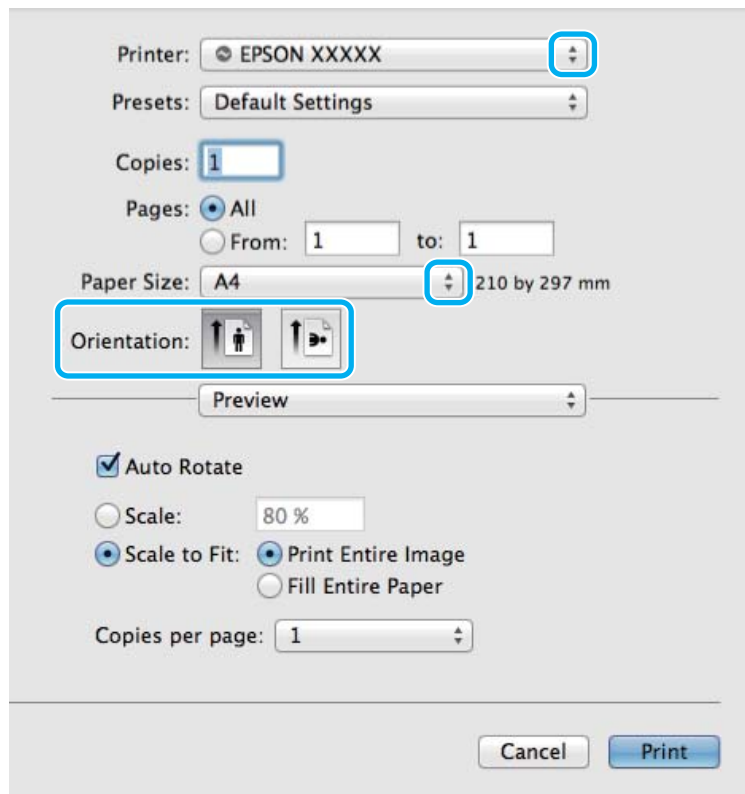 Printer: EPSON XXXXX
Presets: Default Settings
Copies: 1
Pages: All
From: 1 to: 1
Paper Size: A4 210 by 297 mm
Orientation:
Preview
Auto Rotate
Scale: 80 %
Scale to Fit: Print Entire Image
Fill Entire Paper
Copies per page: 1
Cancel Print